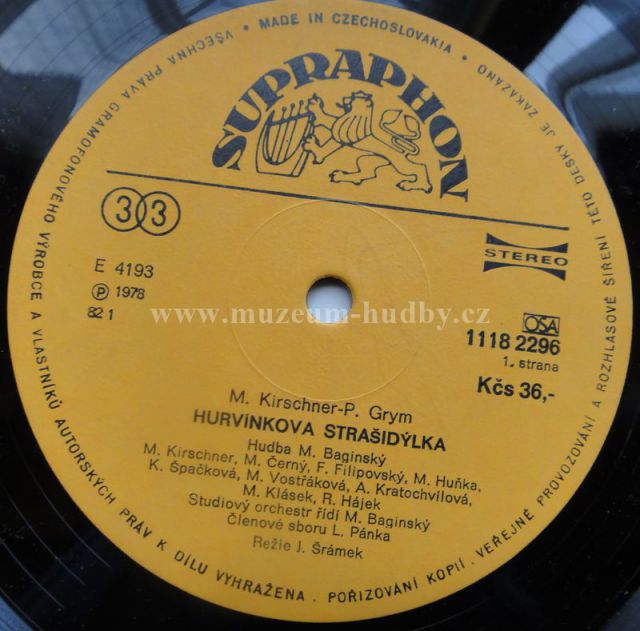 VŠECHNA PRÁVA GRAMOFONOVÉHO VÝROBCE A VLASTNÍKŮ AUTORSKÝCH PRÁV K DÍLU VYHRAŽENA . POŘIZOVÁNÍ KOPIÍ . VEŘEJNÉ PROVOZOVÁNÍ A ROZHLASOVÉ ŠÍŘENÍ TÉTO DESKY JE ZAKÁZÁNO
• MADE IN CZECHOSLOVAKIA •
SUPRAPHON
33
STEREO
E 4193
Ⓟ 1978
82 1
www.muzeum-hudby.cz
OSA
1118 2296
1. strana
Kčs 36,-
M. Kirschner-P. Grym
HURVÍNKOVA STRAŠIDÝLKA
Hudba M. Baginský
M. Kirschner, M. Černý, F. Filipovský, M. Huňka,
K. Špačková, M. Vostřáková, A. Kratochvílová,
M. Klásek, R. Hájek
Studiový orchestr řídí M. Baginský
Členové sboru L. Pánka
Režie J. Šrámek